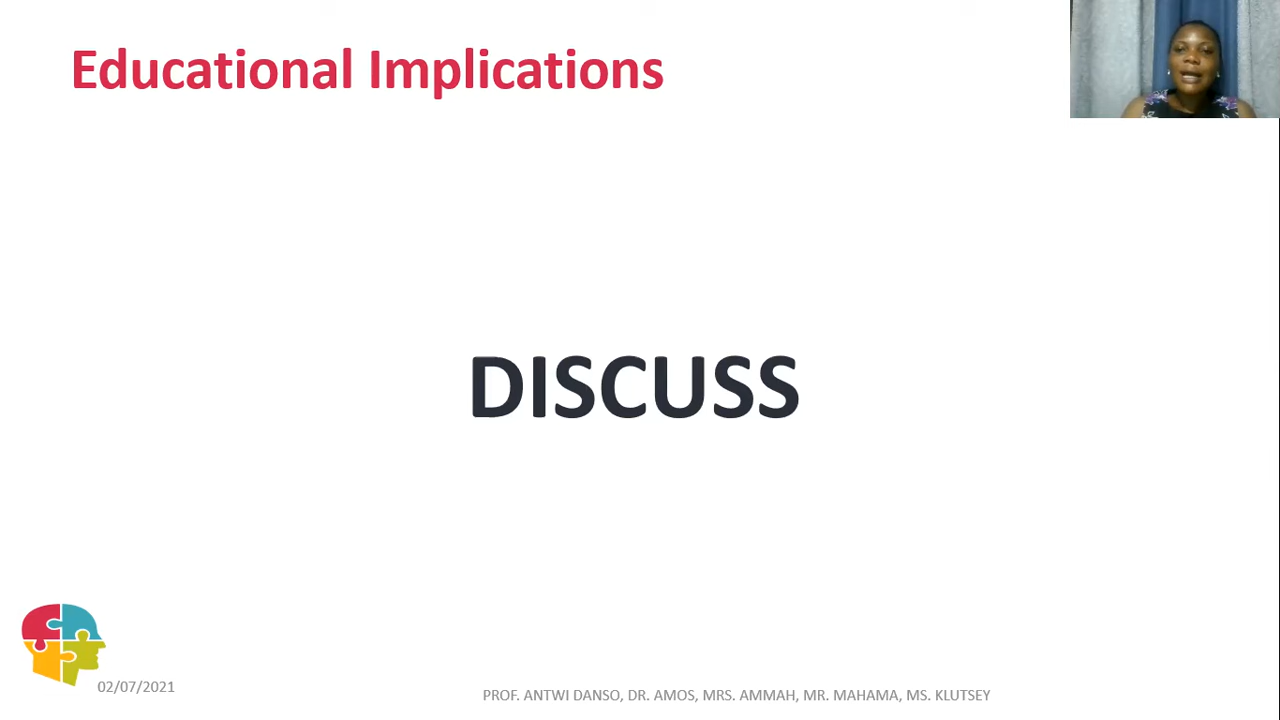 Educational Implications
DISCUSS
02/07/2021
PROF. ANTWI DANSO, DR. AMOS, MRS. AMMAH, MR. MAHAMA, MS. KLUTSEY